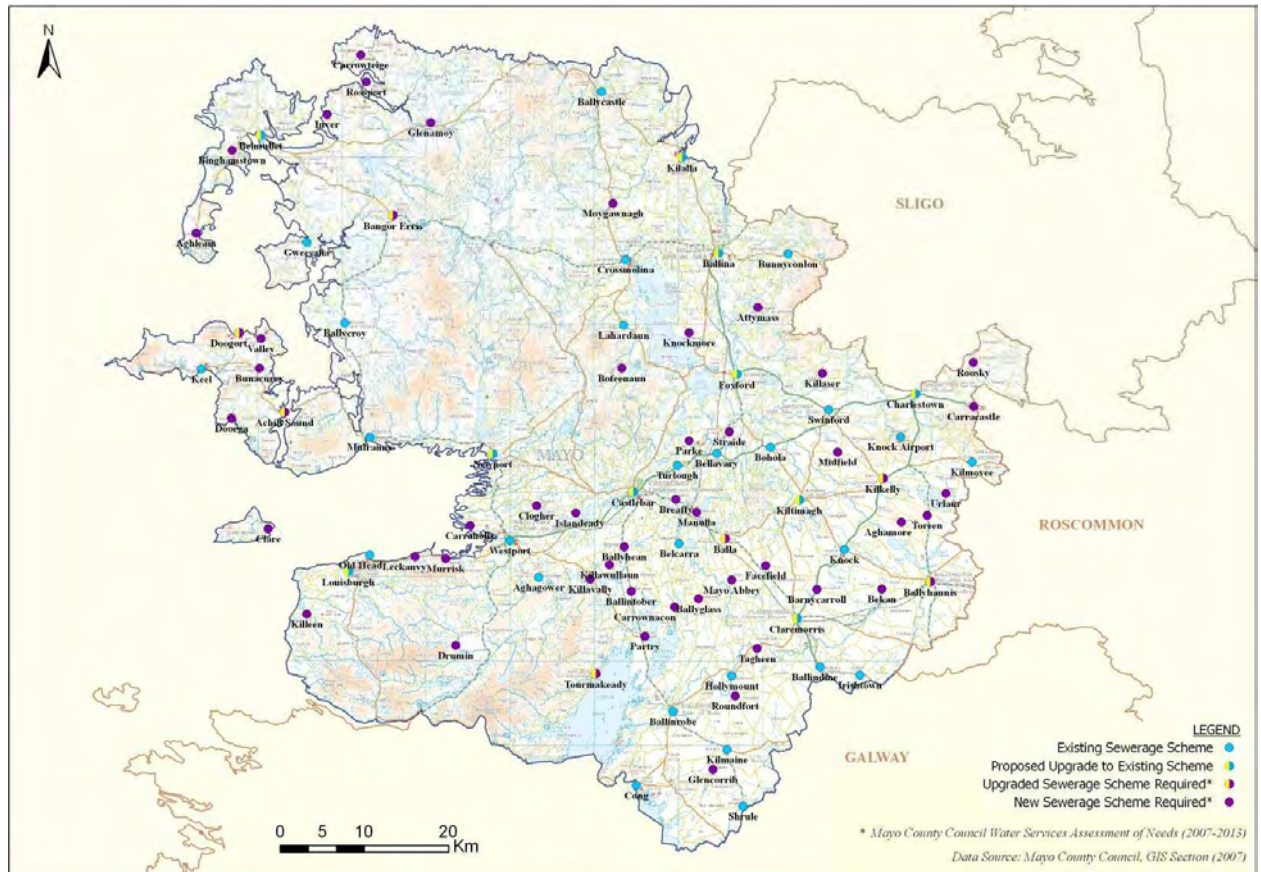 N
Carrowteige
Rossport
Ballycastle
Inver
Glenamoy
Belmullet
Binghamstown
Kilalla
SLIGO
Moygawnagh
Bangor Erris
Aghleam
Gweesalia
Crossmolina
Ballina
Bunnyconlon
Attymass
Ballycroy
Lahardaun
Knockmore
Doogort
Valley
Keel
Bunacurry
Bofeenaun
Foxford
Killaser
Roosky
Charlestown
Carracastle
Achill Sound
Dooega
Swinford
Mulranny
Straide
Knock Airport
Parke
Bellavary
Bohola
Midfield
MAYO
Newport
Turlough
Kilmovee
Kilkelly
Castlebar
Kiltimagh
Urlaur
Breaffy
Clogher
Islandeady
Manulla
Aghamore
Tooreen
ROSCOMMON
Clare
Carraholly
Westport
Ballyhean
Belcarra
Balla
Knock
Old Head
Leckanvy
Murrisk
Louisburgh
Killawullaun
Facefield
Aghagower
Killavally
Mayo Abbey
Ballyhaunis
Ballintober
Barnycarroll
Bekan
Ballyglass
Carrownacon
Killeen
Claremorris
Partry
Drumin
Tagheen
Tourmakeady
Hollymount
Ballindine
Irishtown
Roundfort
Ballinrobe
Kilmaine
GALWAY
Glencorrib
Cong
Shrule
LEGEND
Existing Sewerage Scheme
Proposed Upgrade to Existing Scheme
Upgraded Sewerage Scheme Required*
New Sewerage Scheme Required*
0 5 10 20
Km
* Mayo County Council Water Services Assessment of Needs (2007-2013)
Data Source: Mayo County Council, GIS Section (2007)